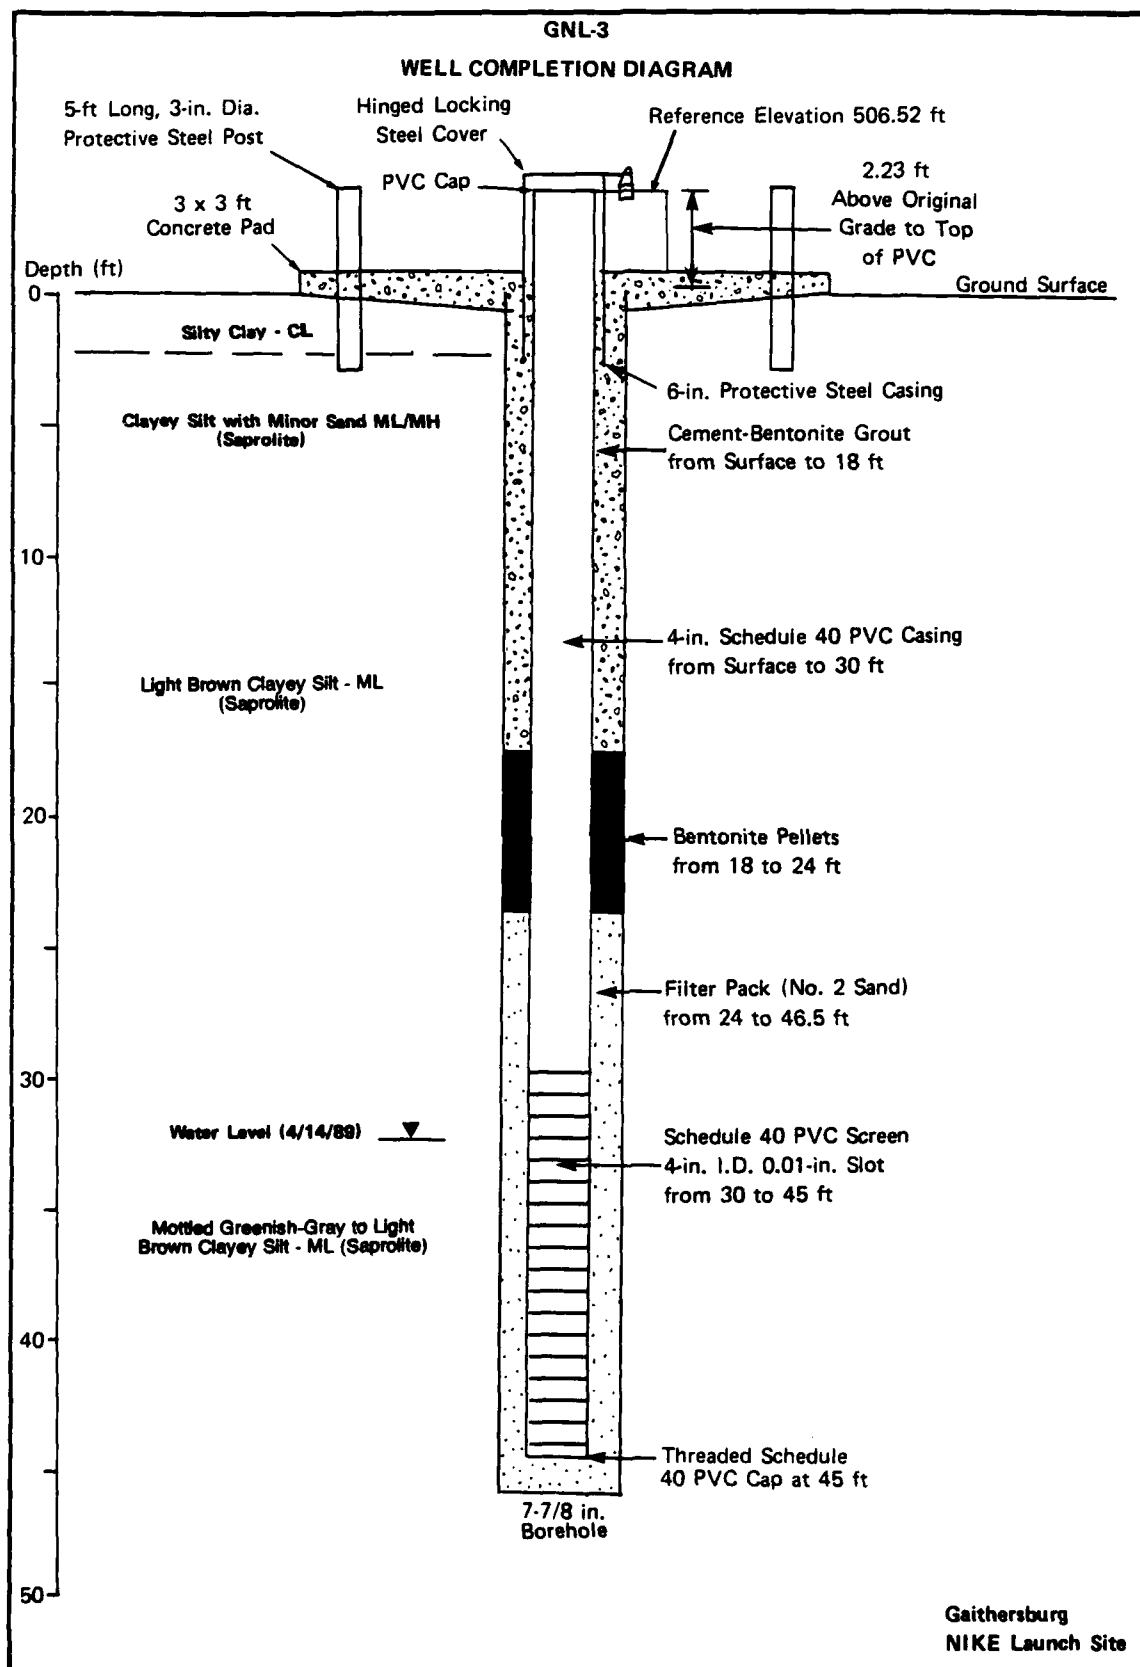 GNL-3
WELL COMPLETION DIAGRAM
5-ft Long, 3-in. Dia.
Protective Steel Post
Hinged Locking
Steel Cover
Reference Elevation 506.52 ft
PVC Cap
2.23 ft
Above Original
Grade to Top
of PVC
3 x 3 ft
Concrete Pad
Depth (ft)
0
Ground Surface
Silty Clay - CL
6-in. Protective Steel Casing
Clayey Silt with Minor Sand ML/MH
(Saprolite)
Cement-Bentonite Grout
from Surface to 18 ft
10
4-in. Schedule 40 PVC Casing
from Surface to 30 ft
Light Brown Clayey Silt - ML
(Saprolite)
20
Bentonite Pellets
from 18 to 24 ft
Filter Pack (No. 2 Sand)
from 24 to 46.5 ft
30
Water Level (4/14/89)
Schedule 40 PVC Screen
4-in. I.D. 0.01-in. Slot
from 30 to 45 ft
Mottled Greenish-Gray to Light
Brown Clayey Silt - ML (Saprolite)
40
Threaded Schedule
40 PVC Cap at 45 ft
7-7/8 in.
Borehole
50
Gaithersburg
NIKE Launch Site